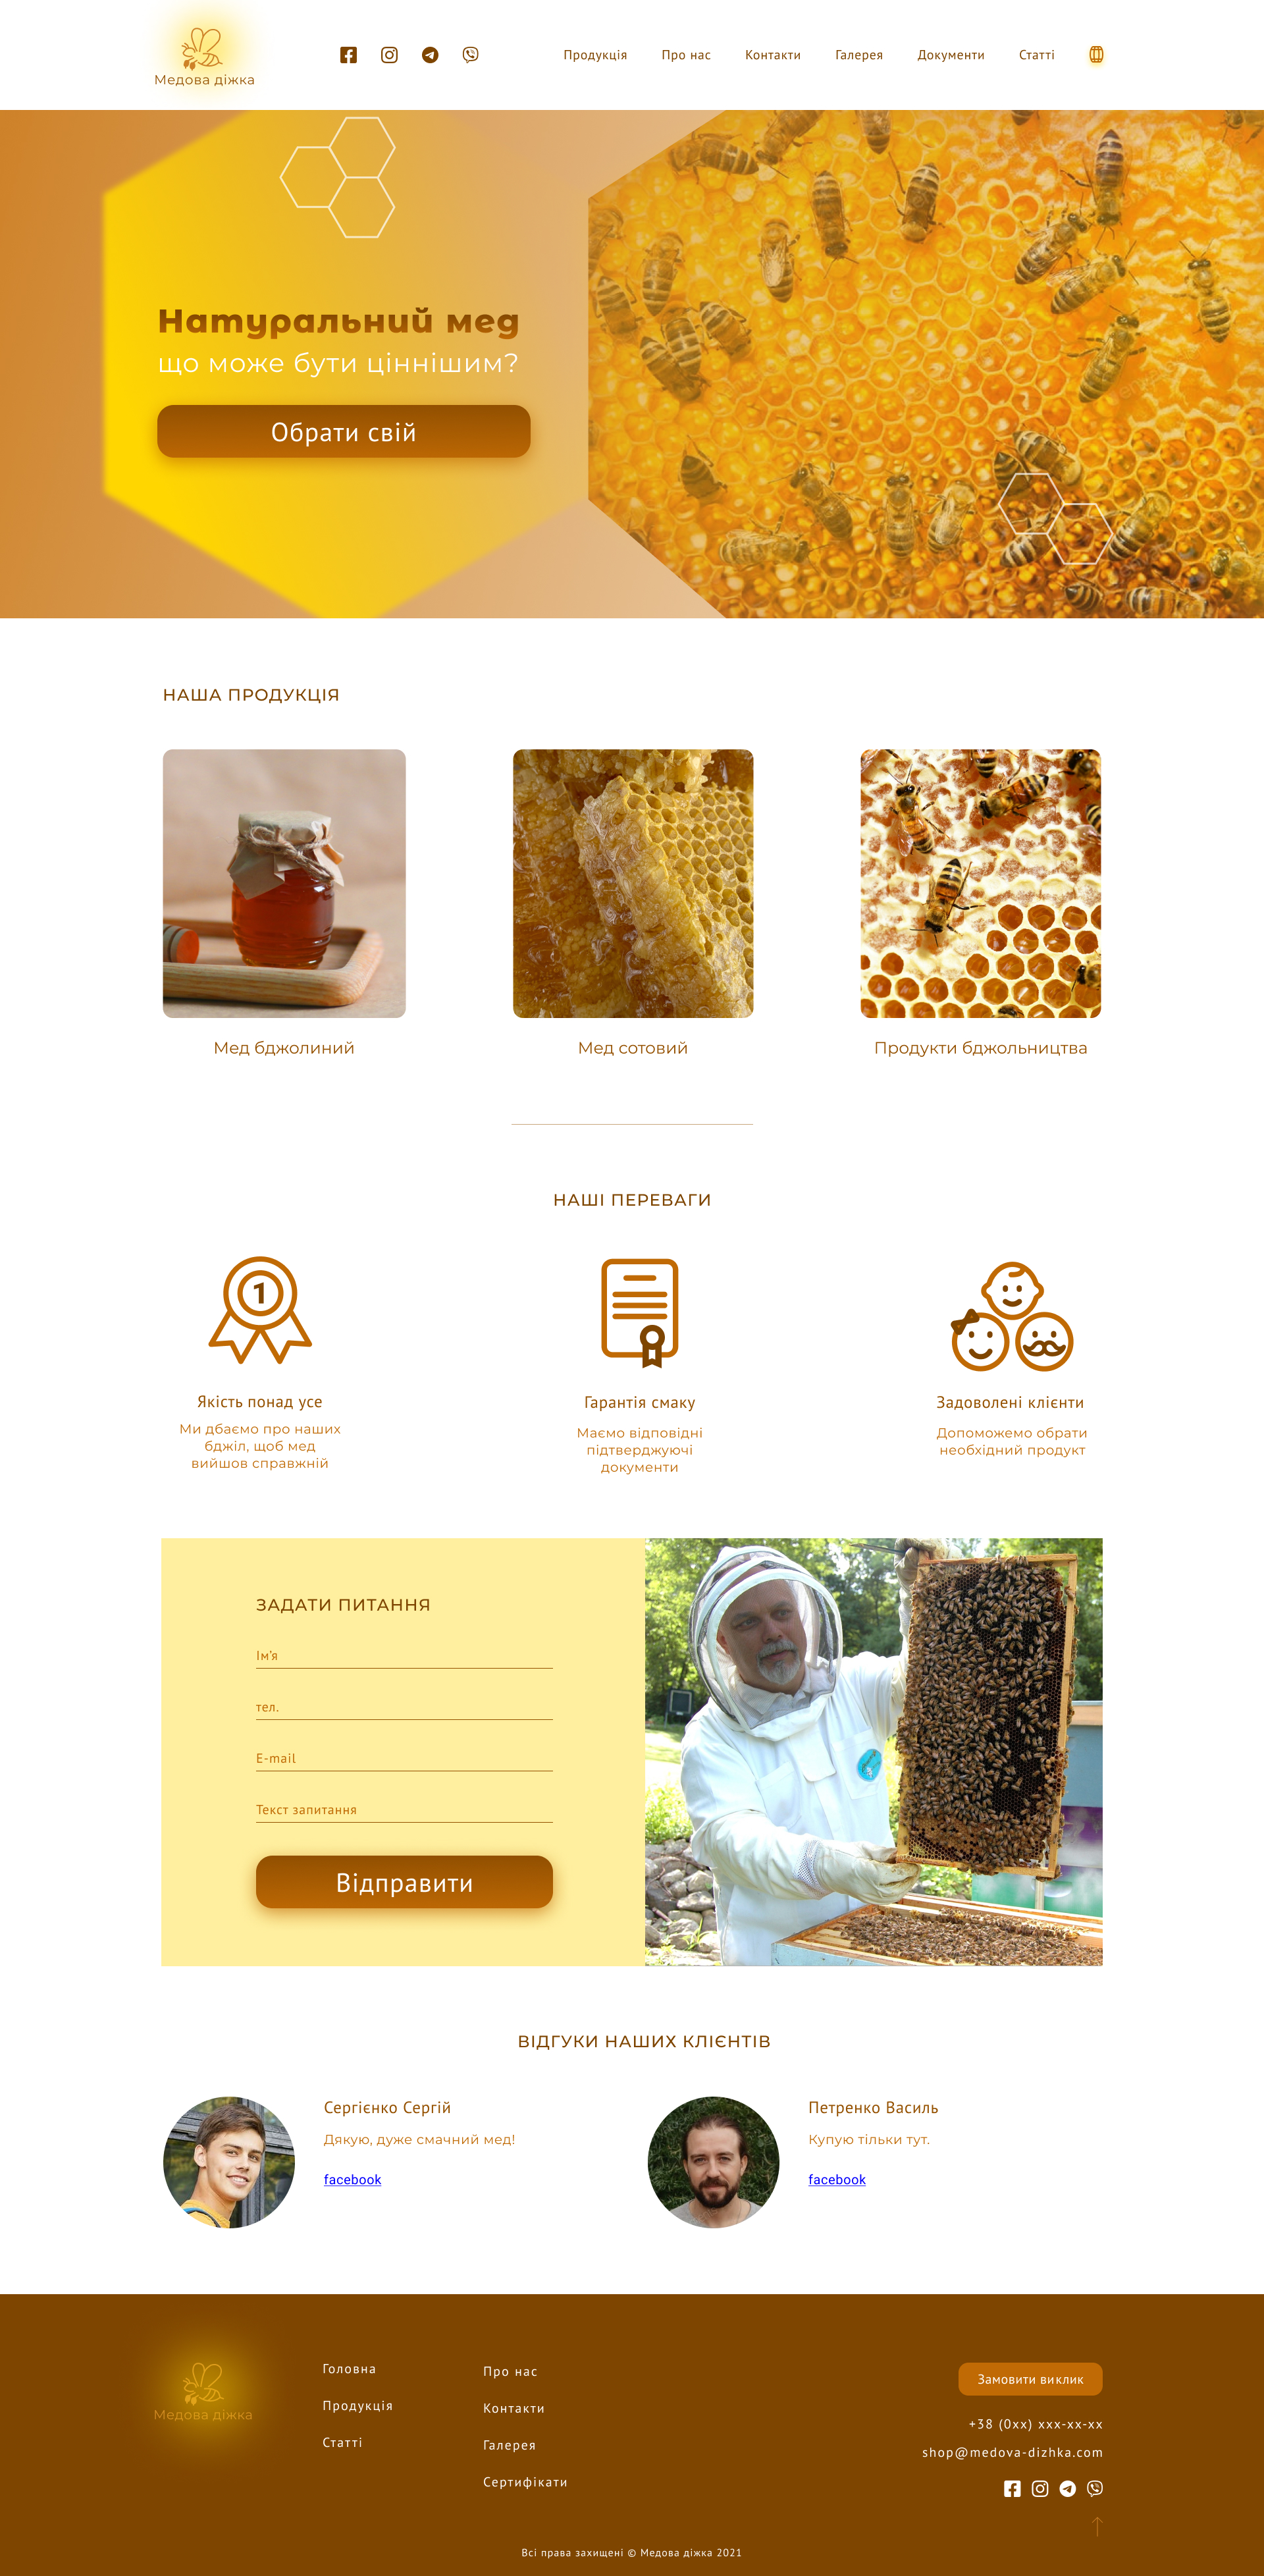 Медова діжка
Продукція
Про нас
Контакти
Галерея
Документи
Статті
Натуральний мед
що може бути ціннішим?
Обрати свій
НАША ПРОДУКЦІЯ
Мед бджолиний
Мед сотовий
Продукти бджольництва
НАШІ ПЕРЕВАГИ
1
Якість понад усе
Ми дбаємо про наших
бджіл, щоб мед
вийшов справжній
Гарантія смаку
Маємо відповідні
підтверджуючі
документи
Задоволені клієнти
Допоможемо обрати
необхідний продукт
ЗАДАТИ ПИТАННЯ
Ім'я
тел.
E-mail
Текст запитання
Відправити
ВІДГУКИ НАШИХ КЛІЄНТІВ
Сергієнко Сергій
Дякую, дуже смачний мед!
facebook
Петренко Василь
Купую тільки тут.
facebook
Медова діжка
Головна
Продукція
Статті
Про нас
Контакти
Галерея
Сертифікати
Замовити виклик
+38 (0xx) xxx-xx-xx
shop@medova-dizhka.com
Всі права захищені © Медова діжка 2021